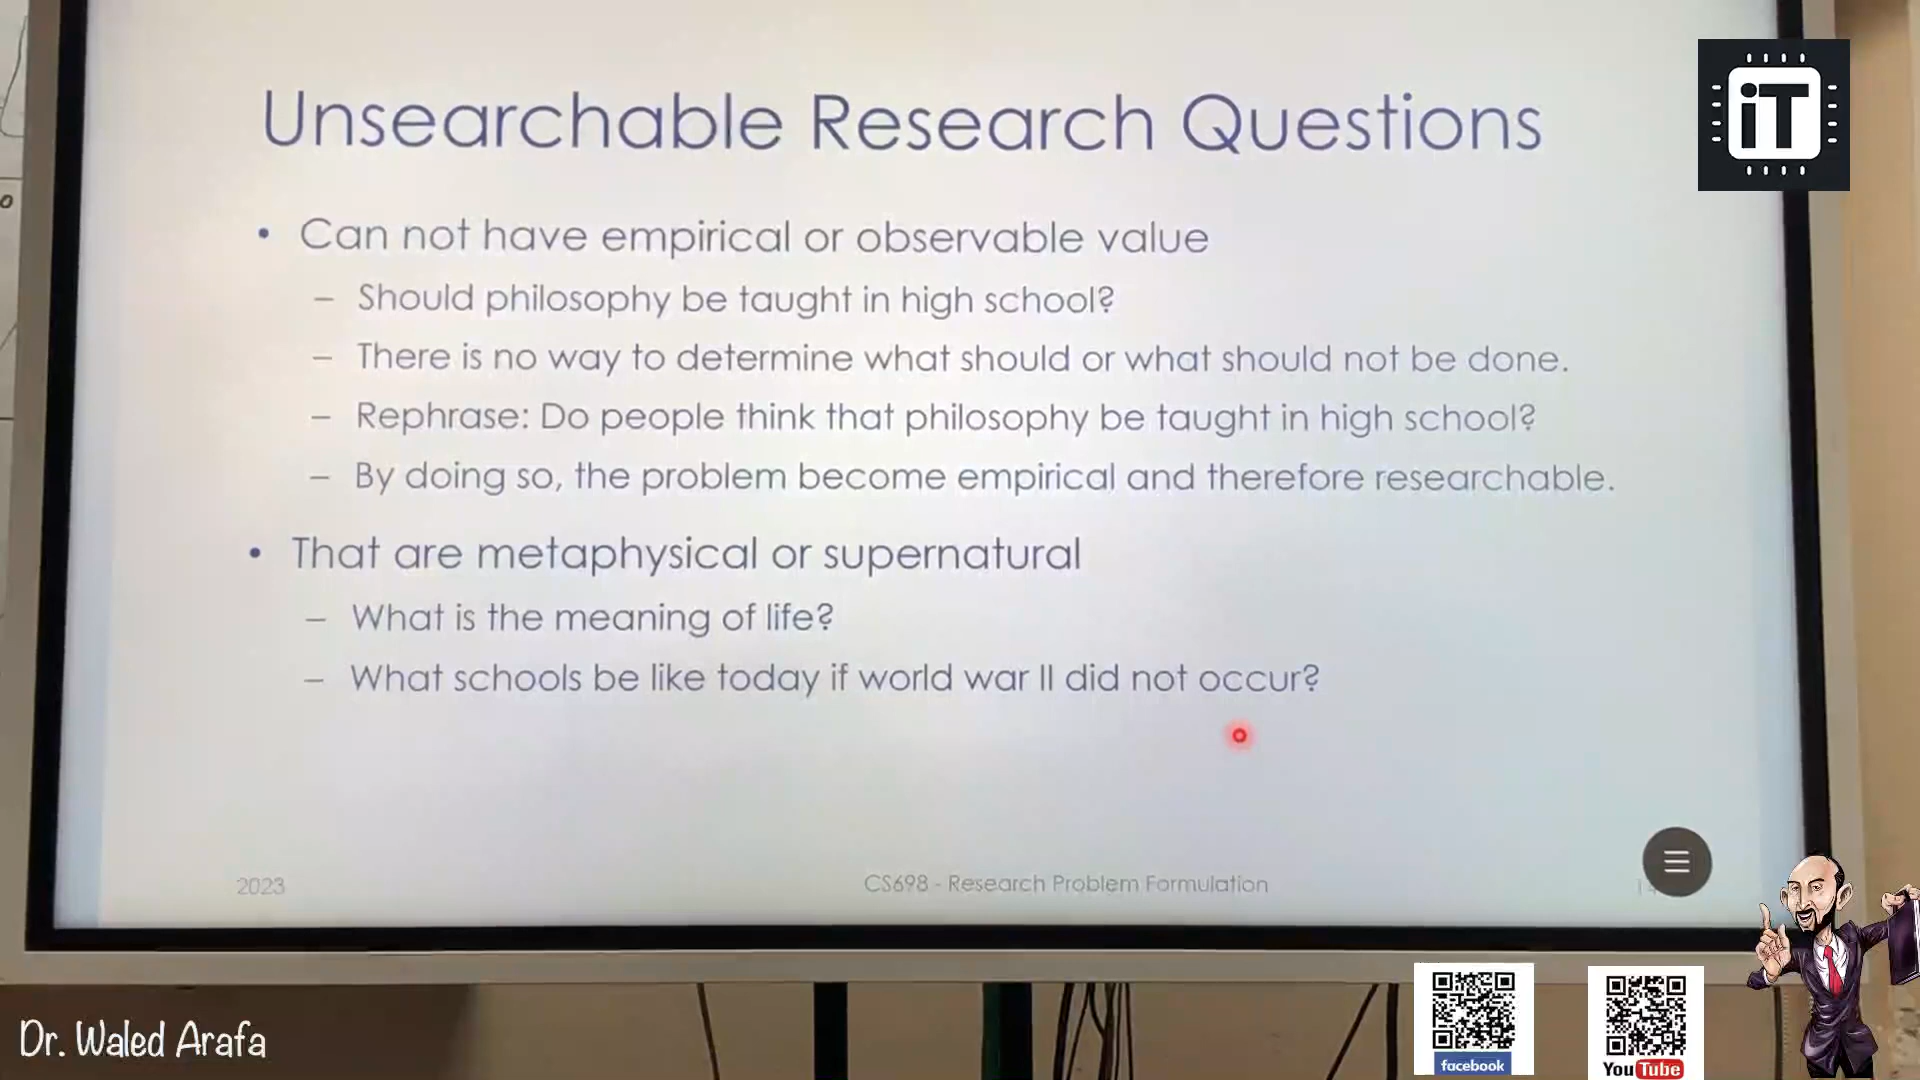 iT
Unsearchable Research Questions
• Can not have empirical or observable value
– Should philosophy be taught in high school?
– There is no way to determine what should or what should not be done.
– Rephrase: Do people think that philosophy be taught in high school?
– By doing so, the problem become empirical and therefore researchable.
• That are metaphysical or supernatural
– What is the meaning of life?
– What schools be like today if world war II did not occur?
2023
CS698 - Research Problem Formulation
Dr. Waled Arafa
facebook
YouTube